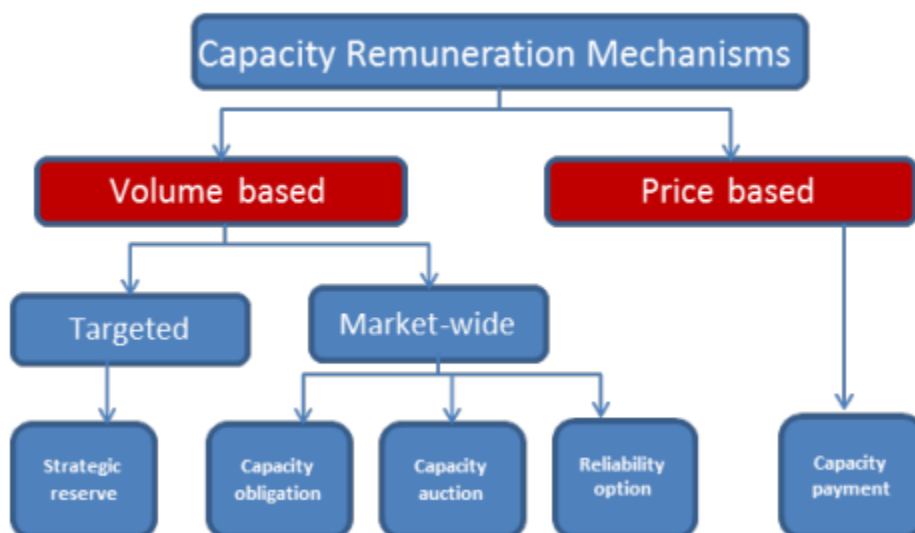 Capacity Remuneration Mechanisms
Volume based
Price based
Targeted
Market-wide
Strategic
reserve
Capacity
obligation
Capacity
auction
Reliability
option
Capacity
payment